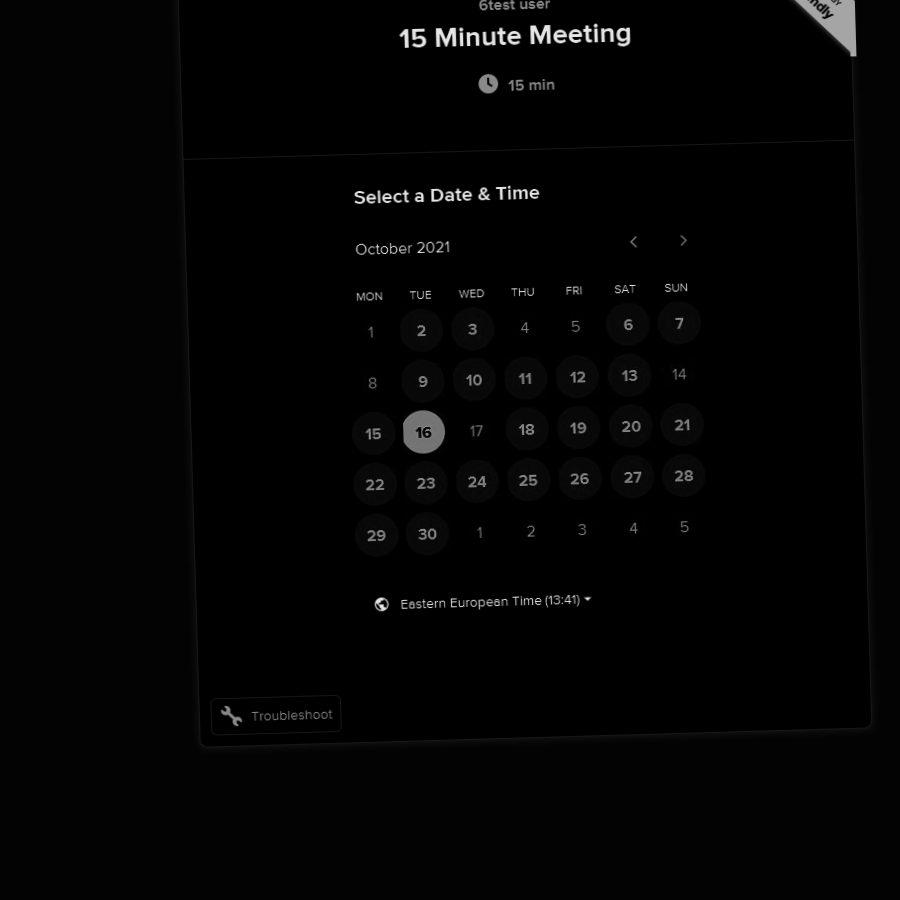 6test user
15 Minute Meeting
15 min
Select a Date & Time
October 2021
MON TUE WED THU FRI SAT SUN
1 2 3 4 5 6 7
8 9 10 11 12 13 14
15 16 17 18 19 20 21
22 23 24 25 26 27 28
29 30 1 2 3 4 5
Eastern European Time (13:41)
Troubleshoot